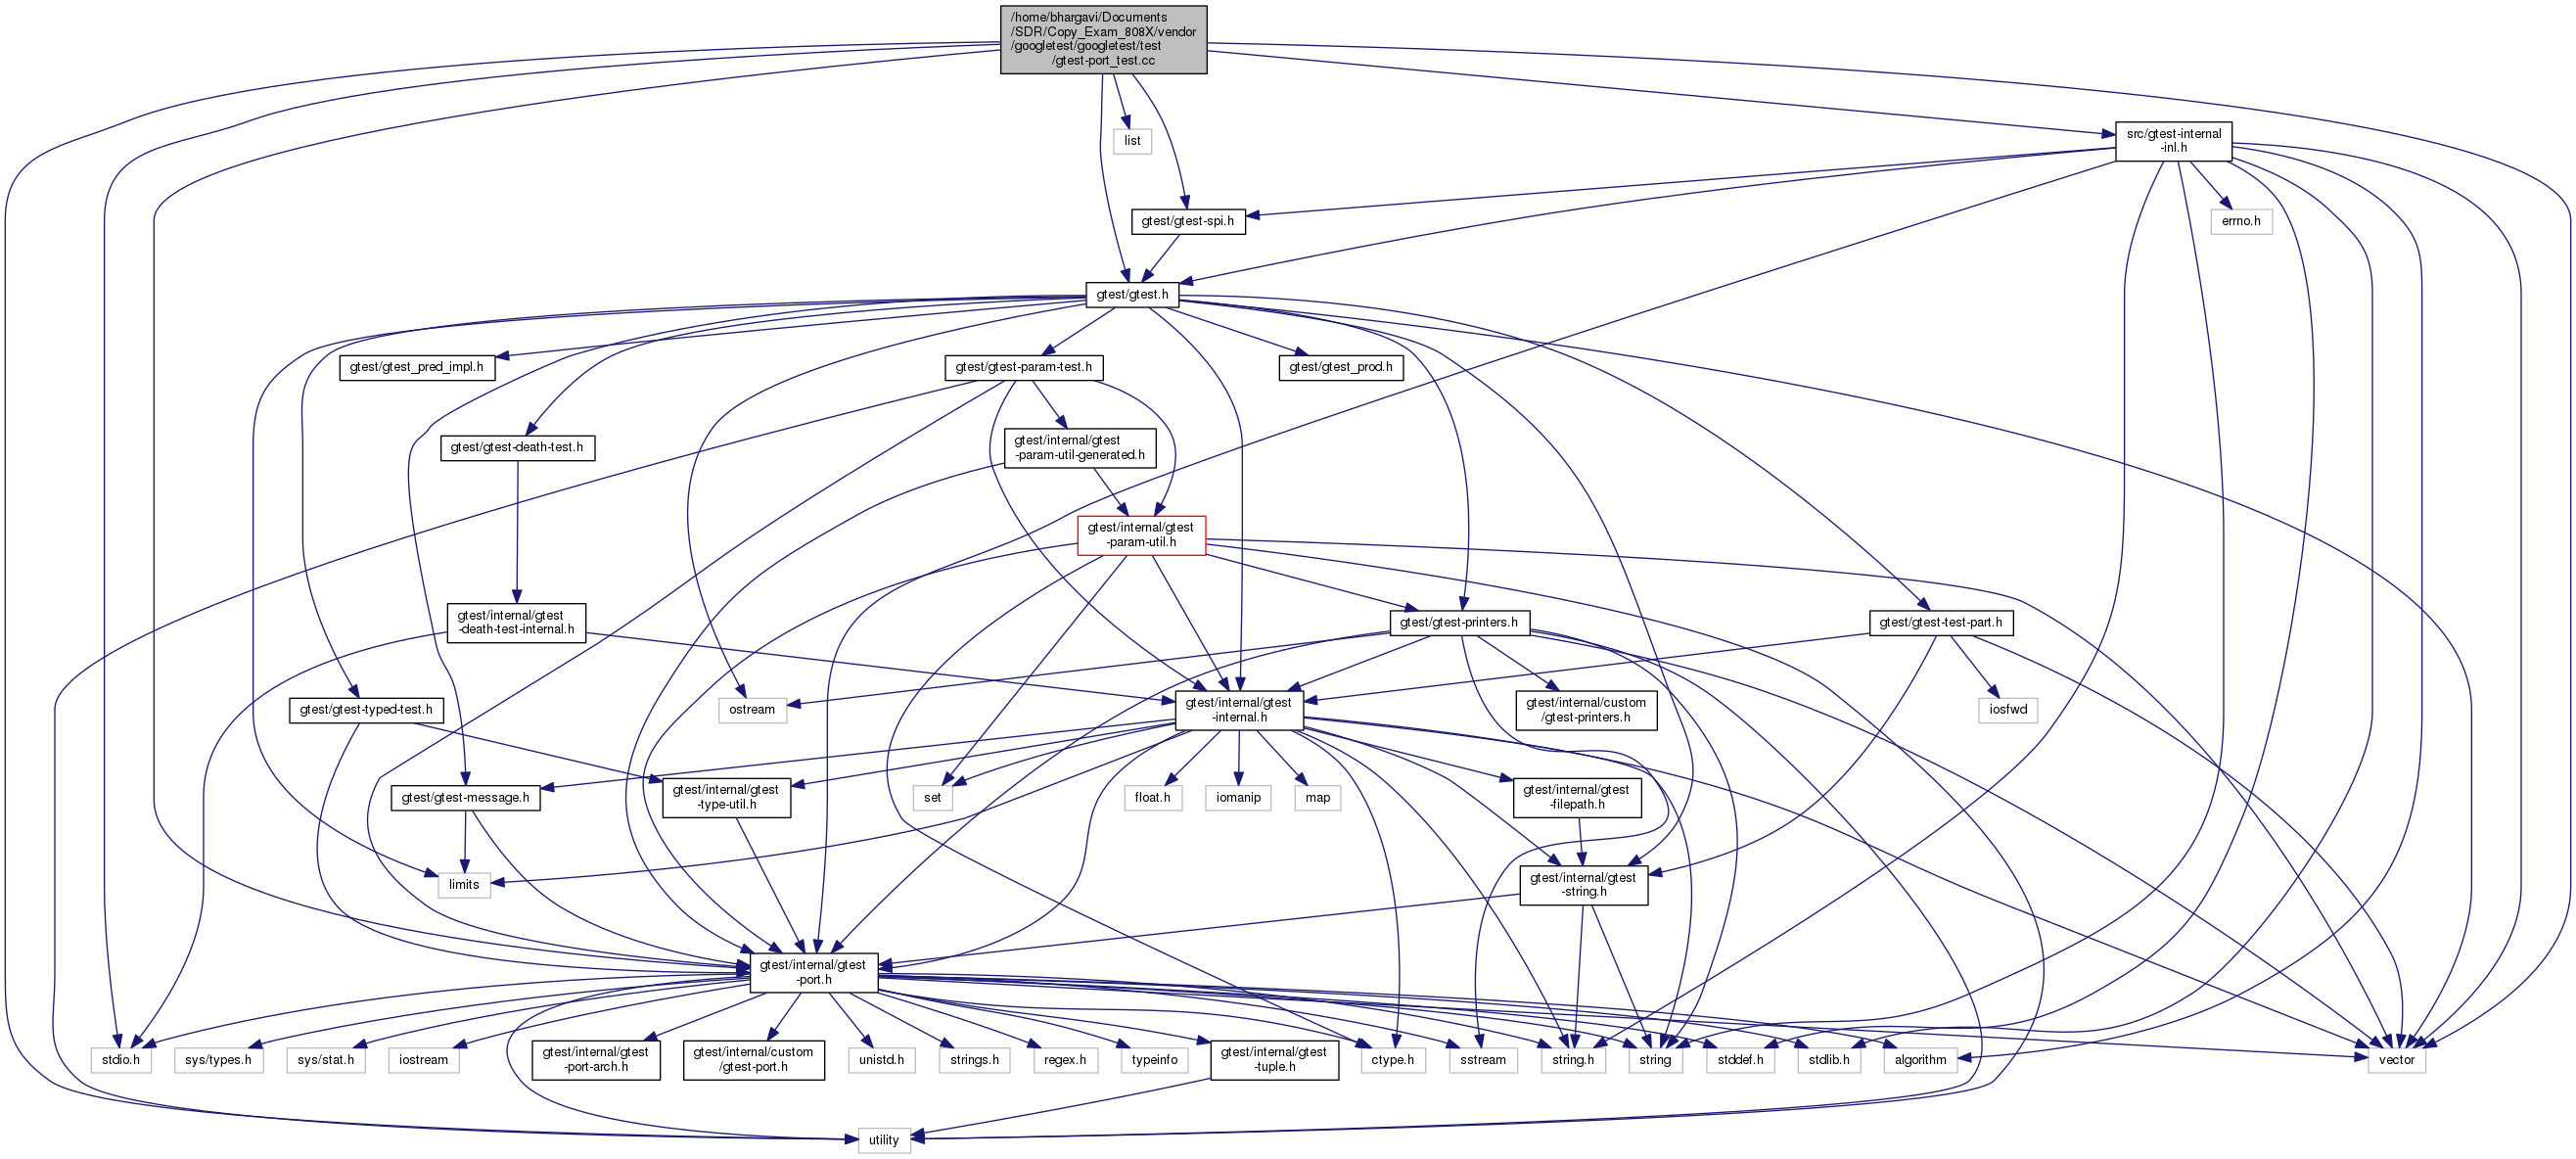 /home/bhargavi/Documents
/SDR/Copy_Exam_808X/vendor
/googletest/googletest/test
/gtest-port_test.cc
list
src/gtest-internal
-inl.h
gtest/gtest-spi.h
errno.h
gtest/gtest.h
gtest/gtest_pred_impl.h
gtest/gtest-param-test.h
gtest/gtest_prod.h
gtest/gtest-death-test.h
gtest/internal/gtest
-param-util-generated.h
gtest/internal/gtest
-param-util.h
gtest/internal/gtest
-death-test-internal.h
gtest/gtest-printers.h
gtest/gtest-test-part.h
gtest/gtest-typed-test.h
ostream
gtest/internal/gtest
-internal.h
gtest/internal/custom
/gtest-printers.h
iosfwd
gtest/gtest-message.h
gtest/internal/gtest
-type-util.h
set
float.h
iomanip
map
gtest/internal/gtest
-filepath.h
limits
gtest/internal/gtest
-string.h
gtest/internal/gtest
-port.h
stdio.h
sys/types.h
sys/stat.h
iostream
gtest/internal/gtest
-port-arch.h
gtest/internal/custom
/gtest-port.h
unistd.h
strings.h
regex.h
typeinfo
gtest/internal/gtest
-tuple.h
ctype.h
sstream
string.h
string
stddef.h
stdlib.h
algorithm
vector
utility